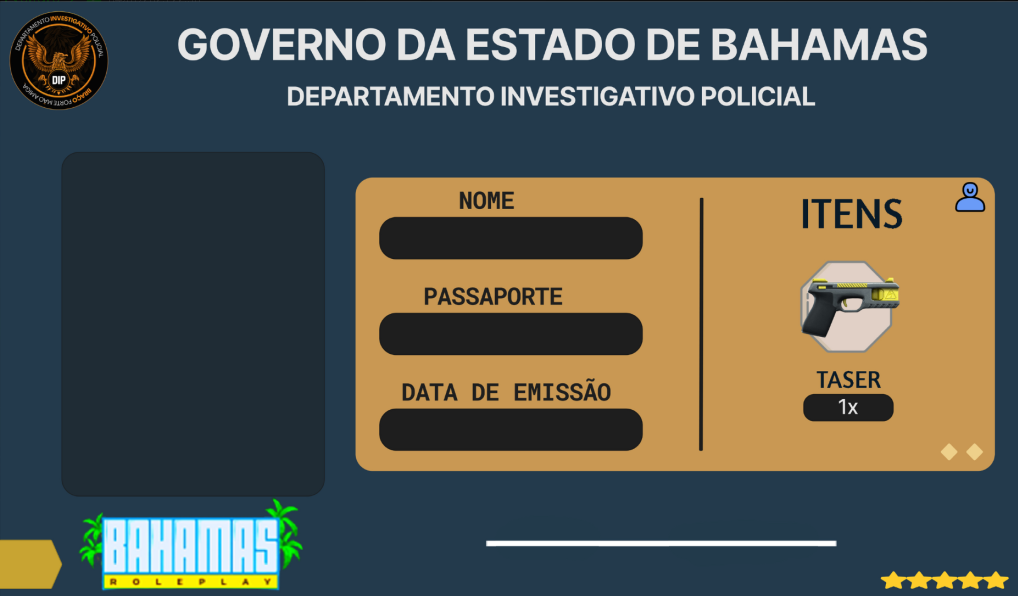 DEPARTAMENTO INVESTIGATIVO POLICIAL
DIP
BRAÇO FORTE MÃO AMIGA
GOVERNO DA ESTADO DE BAHAMAS
DEPARTAMENTO INVESTIGATIVO POLICIAL
NOME
PASSAPORTE
DATA DE EMISSÃO
ITENS
TASER
1x
BAHAMAS
ROLEPLAY